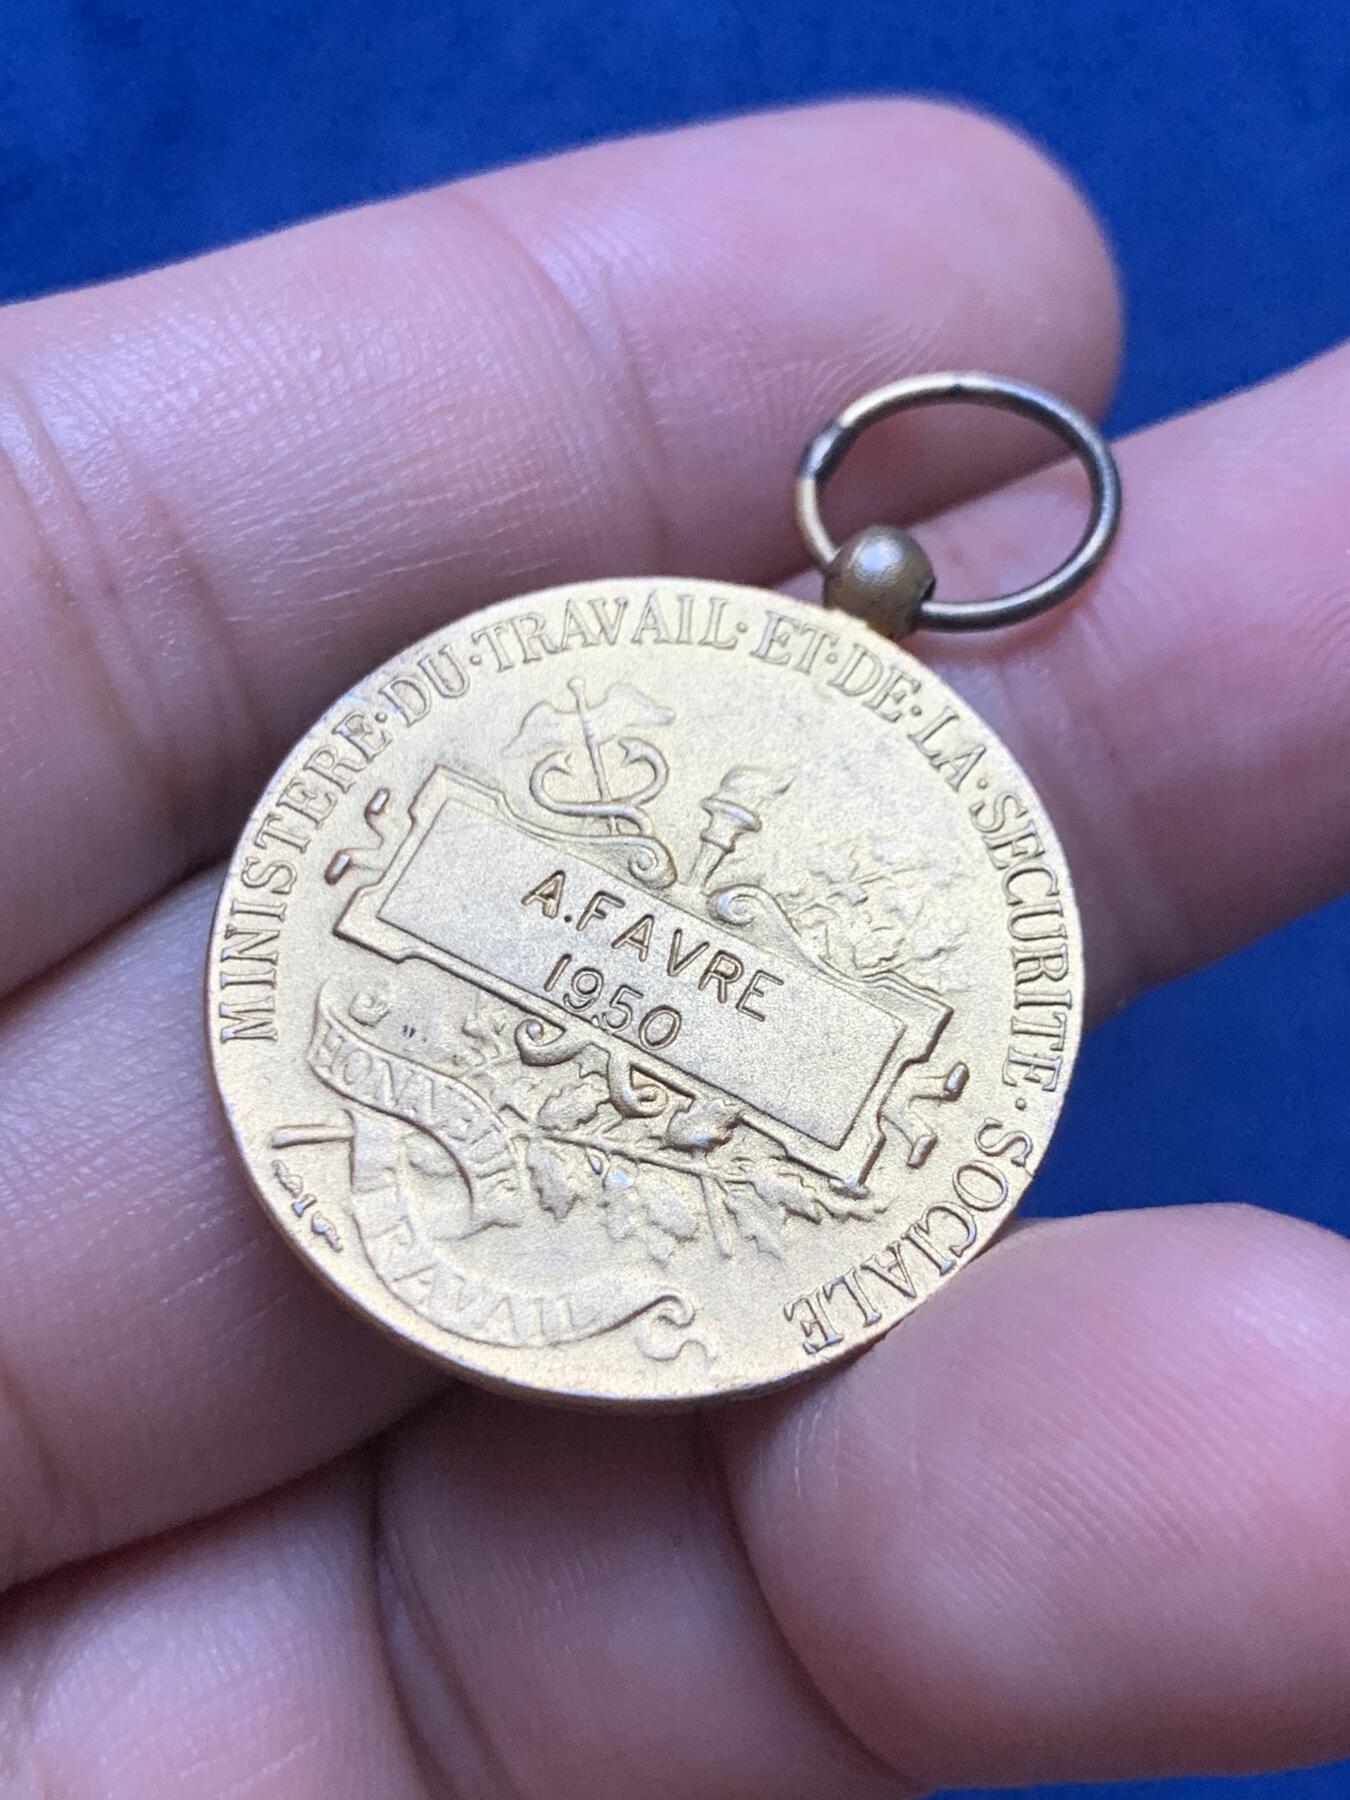 MINISTERE·DU·TRAVAIL·ET·DE·LA·SECURITE·SOCIALE
A.FAVRE
1950
HONNEUR
TRAVAIL